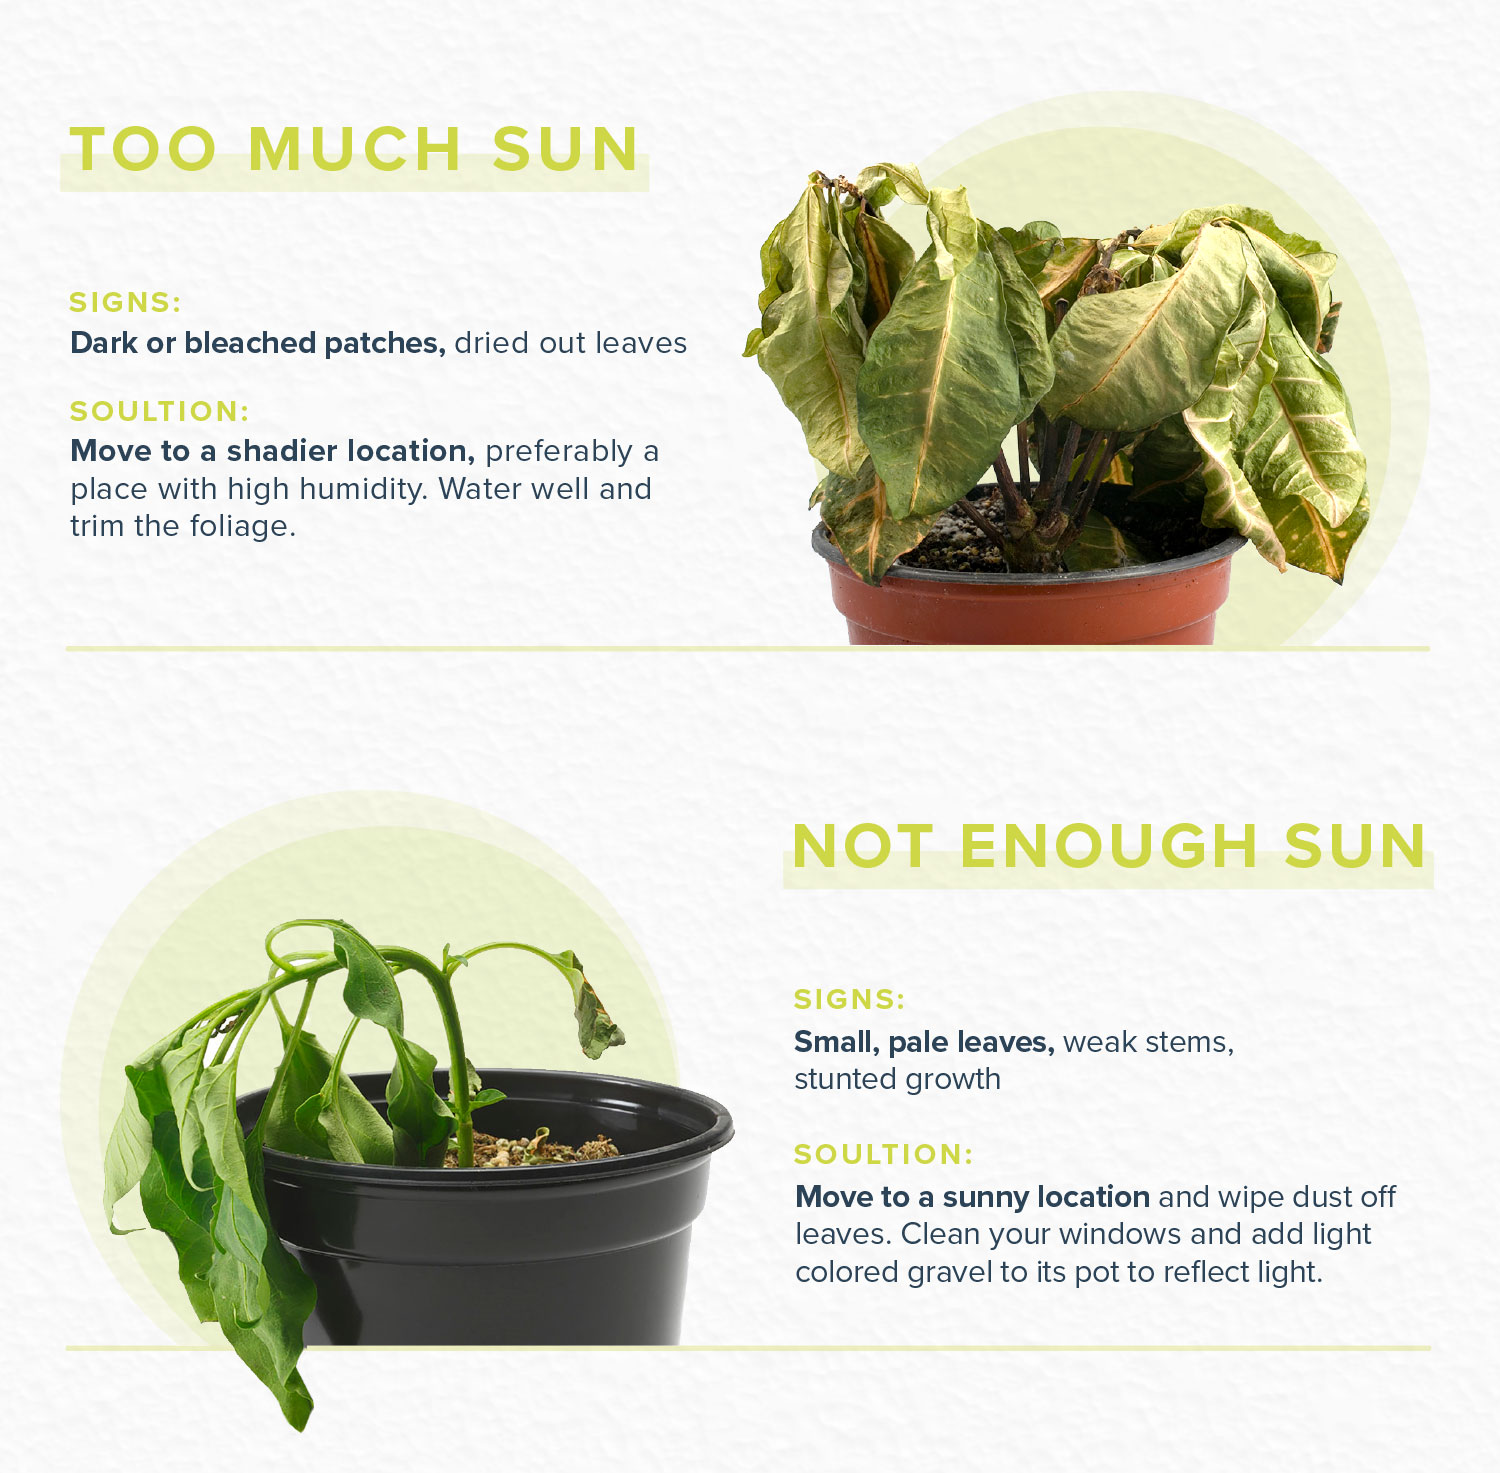 TOO MUCH SUN
SIGNS:
Dark or bleached patches, dried out leaves
SOULTION:
Move to a shadier location, preferably a
place with high humidity. Water well and
trim the foliage.
NOT ENOUGH SUN
SIGNS:
Small, pale leaves, weak stems,
stunted growth
SOULTION:
Move to a sunny location and wipe dust off
leaves. Clean your windows and add light
colored gravel to its pot to reflect light.